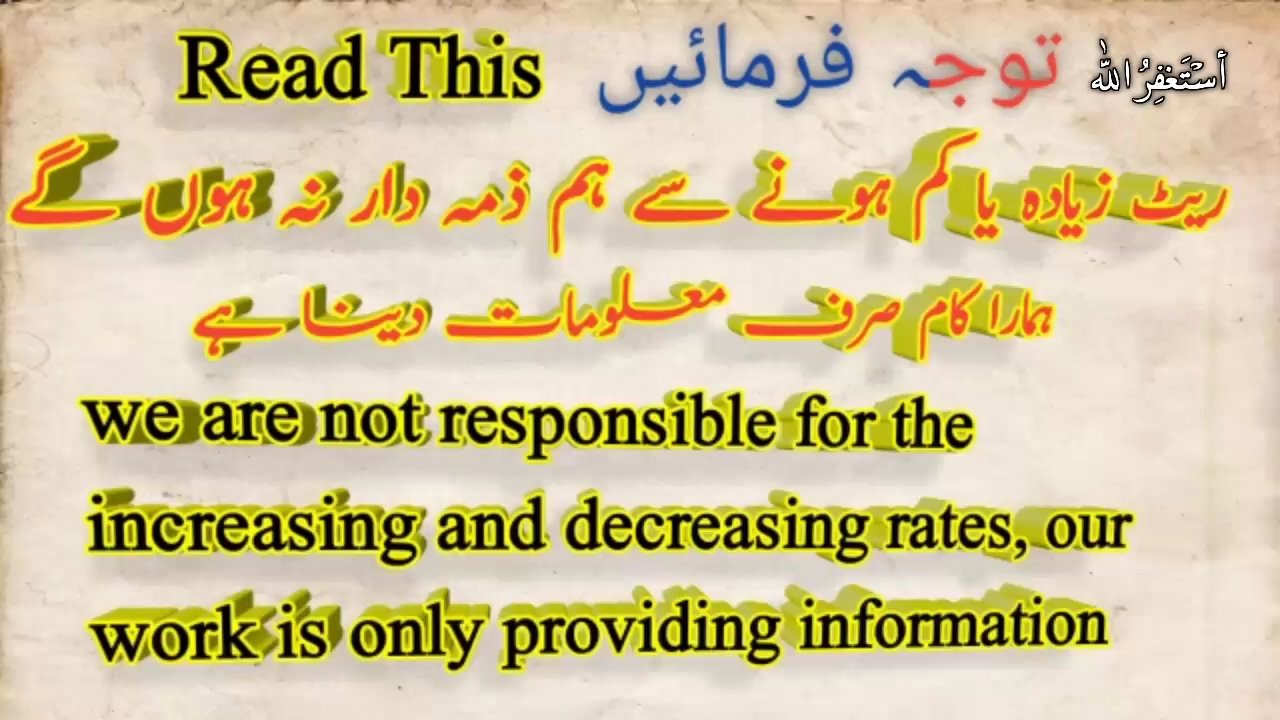 Read This توجہ فرمائیں أستَغفِرُ اللّٰه
ریٹ زیادہ یا کم ہونے سے ہم ذمہ دار نہ ہوں گے
ہمارا کام صرف معلومات دینا ہے
we are not responsible for the
increasing and decreasing rates, our
work is only providing information